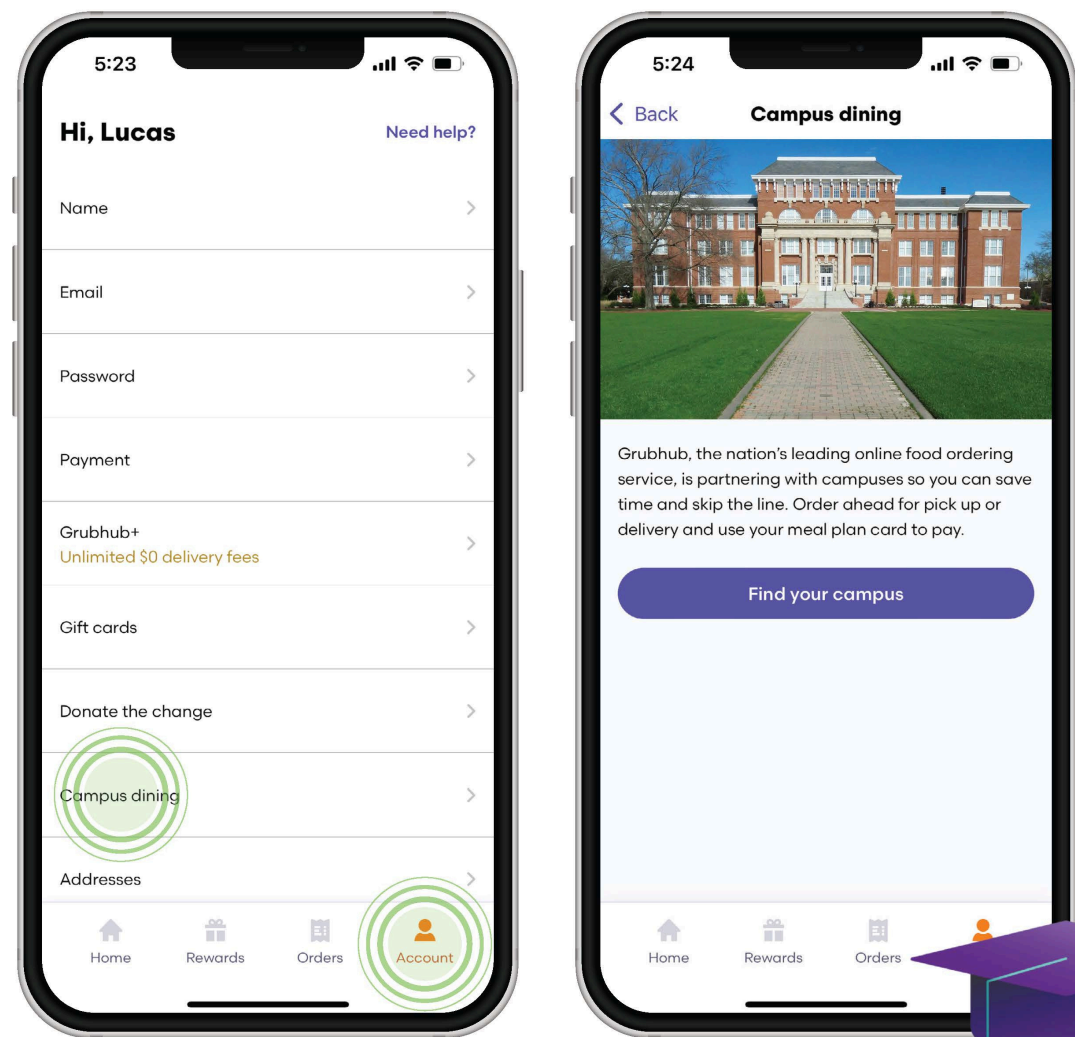 5:23
Hi, Lucas
Need help?
Name
Email
Password
Payment
Grubhub+
Unlimited $0 delivery fees
Gift cards
Donate the change
Campus dining
Addresses
Home
Rewards
Orders
Account
5:24
Back
Campus dining
Grubhub, the nation’s leading online food ordering
service, is partnering with campuses so you can save
time and skip the line. Order ahead for pick up or
delivery and use your meal plan card to pay.
Find your campus
Home
Rewards
Orders